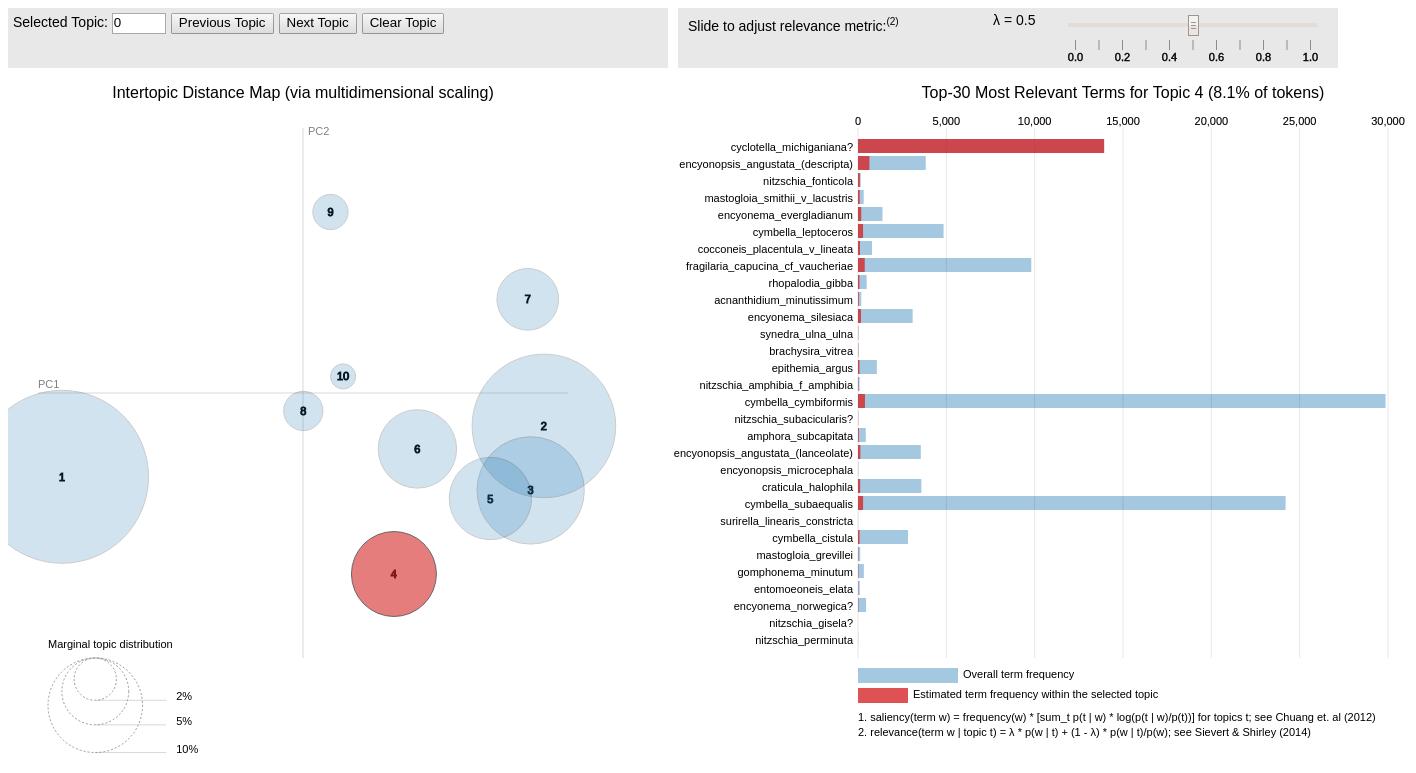 Selected Topic: 0 Previous Topic Next Topic Clear Topic
Slide to adjust relevance metric:(2) λ = 0.5
0.0 0.2 0.4 0.6 0.8 1.0
Intertopic Distance Map (via multidimensional scaling)
PC2
PC1
9
7
10
8
2
6
1
3
5
4
Marginal topic distribution
2%
5%
10%
Top-30 Most Relevant Terms for Topic 4 (8.1% of tokens)
0 5,000 10,000 15,000 20,000 25,000 30,000
cyclotella_michiganiana?
encyonopsis_angustata_(descripta)
nitzschia_fonticola
mastogloia_smithii_v_lacustris
encyonema_evergladianum
cymbella_leptoceros
cocconeis_placentula_v_lineata
fragilaria_capucina_cf_vaucheriae
rhopalodia_gibba
acnanthidium_minutissimum
encyonema_silesiaca
synedra_ulna_ulna
brachysira_vitrea
epithemia_argus
nitzschia_amphibia_f_amphibia
cymbella_cymbiformis
nitzschia_subacicularis?
amphora_subcapitata
encyonopsis_angustata_(lanceolate)
encyonopsis_microcephala
craticula_halophila
cymbella_subaequalis
surirella_linearis_constricta
cymbella_cistula
mastogloia_grevillei
gomphonema_minutum
entomoeoneis_elata
encyonema_norwegica?
nitzschia_gisela?
nitzschia_perminuta
Overall term frequency
Estimated term frequency within the selected topic
1. saliency(term w) = frequency(w) * [sum_t p(t | w) * log(p(t | w)/p(t))] for topics t; see Chuang et. al (2012)
2. relevance(term w | topic t) = λ * p(w | t) + (1 - λ) * p(w | t)/p(w); see Sievert & Shirley (2014)